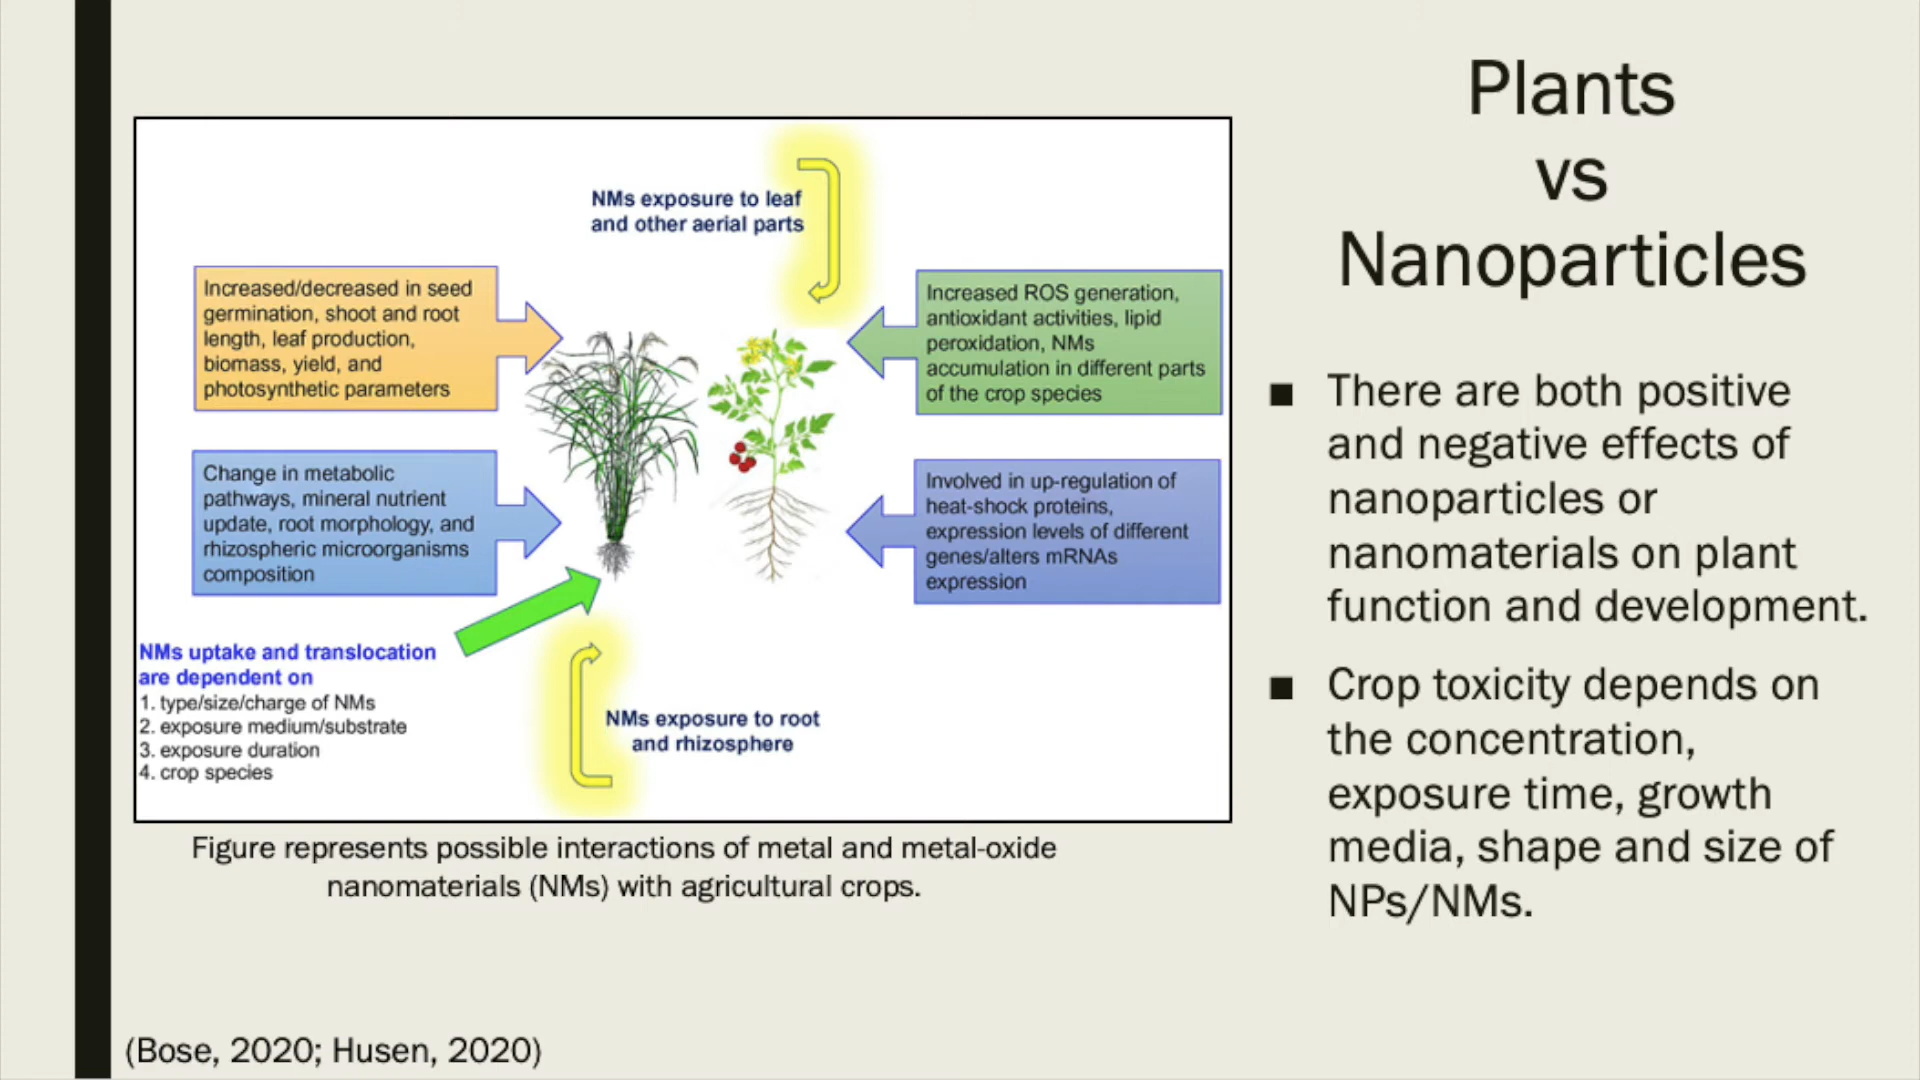 Plants
vs
Nanoparticles
NMs exposure to leaf
and other aerial parts
Increased/decreased in seed
germination, shoot and root
length, leaf production,
biomass, yield, and
photosynthetic parameters
Increased ROS generation,
antioxidant activities, lipid
peroxidation, NMs
accumulation in different parts
of the crop species
Change in metabolic
pathways, mineral nutrient
update, root morphology, and
rhizospheric microorganisms
composition
Involved in up-regulation of
heat-shock proteins,
expression levels of different
genes/alters mRNAs
expression
NMs uptake and translocation
are dependent on
1. type/size/charge of NMs
2. exposure medium/substrate
3. exposure duration
4. crop species
NMs exposure to root
and rhizosphere
Figure represents possible interactions of metal and metal-oxide
nanomaterials (NMs) with agricultural crops.
■ There are both positive
and negative effects of
nanoparticles or
nanomaterials on plant
function and development.
■ Crop toxicity depends on
the concentration,
exposure time, growth
media, shape and size of
NPs/NMs.
(Bose, 2020; Husen, 2020)